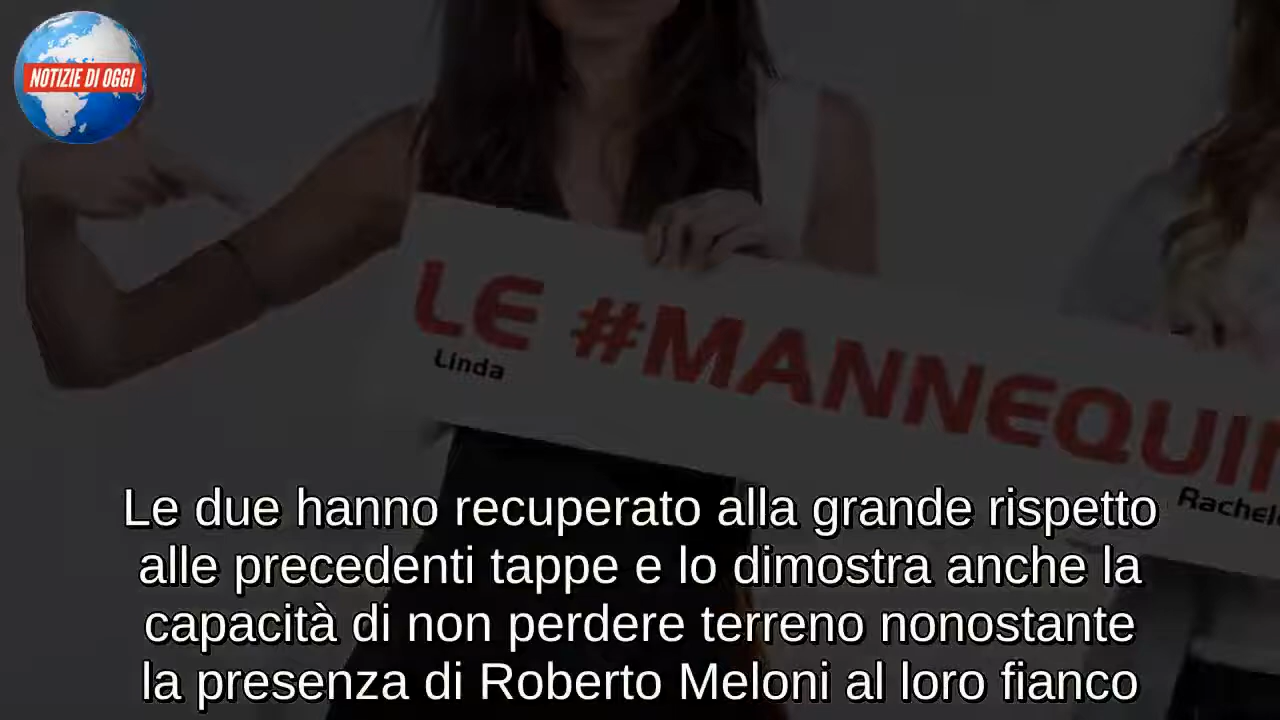 NOTIZIE DI OGGI
LE #MANNEQUI
Linda
Le due hanno recuperato alla grande rispetto
alle precedenti tappe e lo dimostra anche la
capacità di non perdere terreno nonostante
la presenza di Roberto Meloni al loro fianco